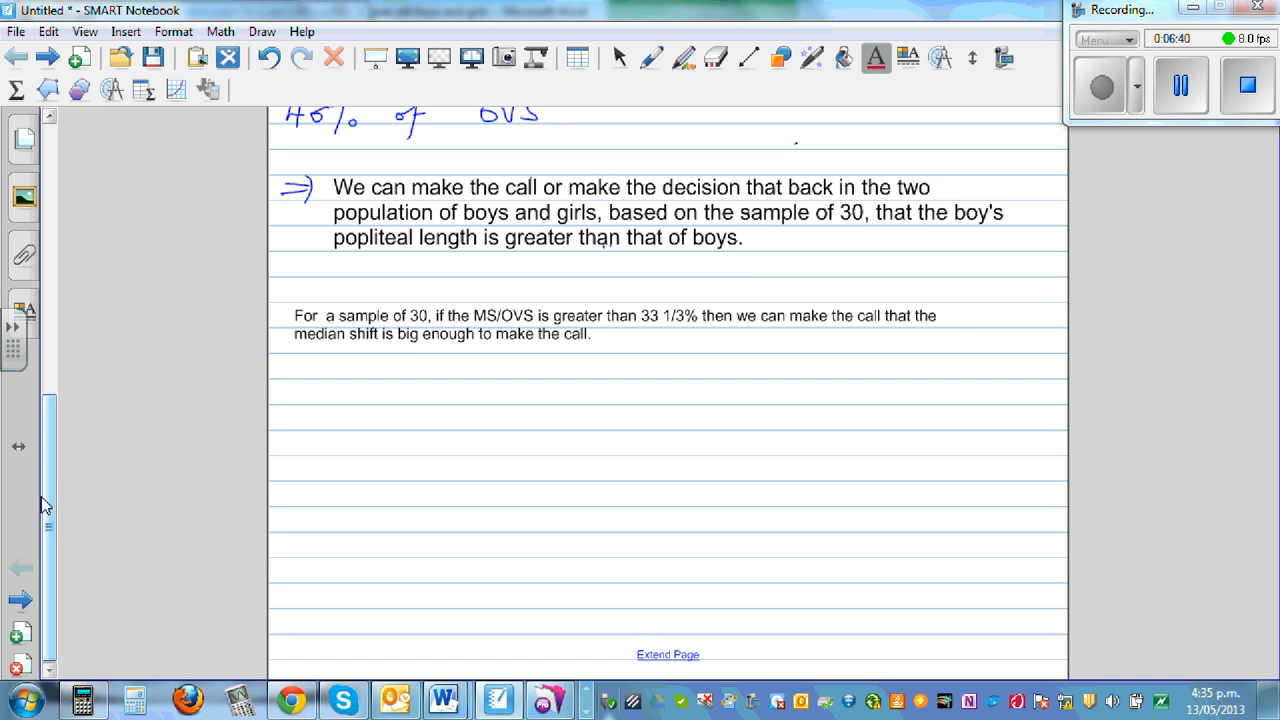 Untitled * - SMART Notebook
Recording...
File Edit View Insert Format Math Draw Help
Menu 00:06:40 8.0 fps
of OVS
We can make the call or make the decision that back in the two
population of boys and girls, based on the sample of 30, that the boy's
popliteal length is greater than that of boys.
For a sample of 30, if the MS/OVS is greater than 33 1/3% then we can make the call that the
median shift is big enough to make the call.
Extend Page
4:35 p.m.
13/05/2013